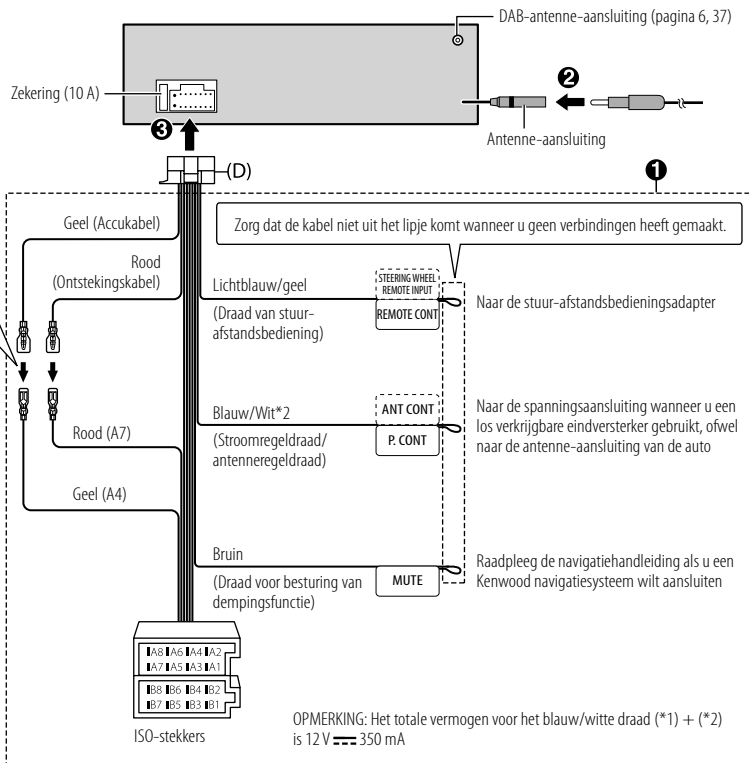 DAB-antenne-aansluiting (pagina 6, 37)
Zekering (10 A)
2
3
Antenne-aansluiting
(D)
1
Geel (Accukabel)
Zorg dat de kabel niet uit het lipje komt wanneer u geen verbindingen heeft gemaakt.
Rood
(Ontstekingskabel)
Lichtblauw/geel
(Draad van stuur-
afstandsbediening)
STEERING WHEEL
REMOTE INPUT
REMOTE CONT
Naar de stuur-afstandsbedieningsadapter
Blauw/Wit*2
(Stroomregeldraad/
antenneregeldraad)
ANT CONT
P. CONT
Naar de spanningsaansluiting wanneer u een
los verkrijgbare eindversterker gebruikt, ofwel
naar de antenne-aansluiting van de auto
Rood (A7)
Geel (A4)
Bruin
(Draad voor besturing van
dempingsfunctie)
MUTE
Raadpleeg de navigatiehandleiding als u een
Kenwood navigatiesysteem wilt aansluiten
A8 A6 A4 A2
A7 A5 A3 A1
B8 B6 B4 B2
B7 B5 B3 B1
ISO-stekkers
OPMERKING: Het totale vermogen voor het blauw/witte draad (*1) + (*2)
is 12 V ⎓ 350 mA